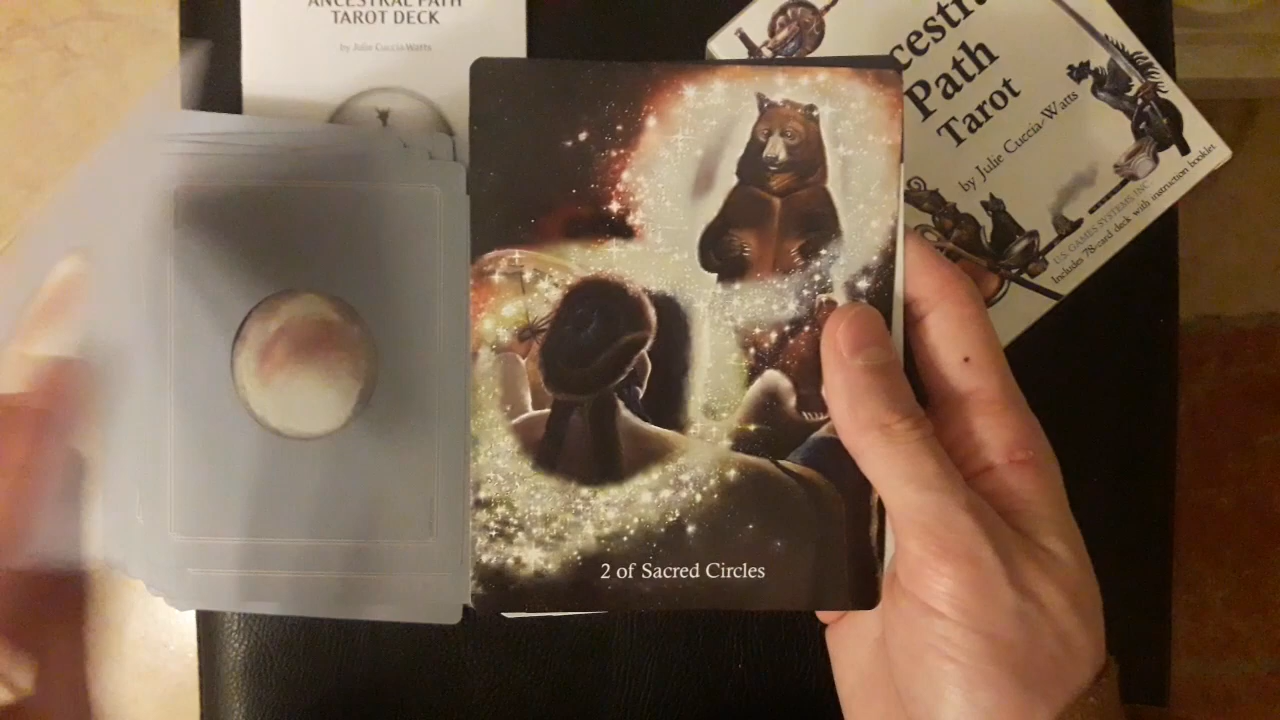 ANCESTRAL PATH
TAROT DECK
by Julie Cuccia-Watts
cestra
Path
Tarot
by Julie Cuccia-Watts
U.S. GAMES SYSTEMS, INC.
Includes 78-card deck with instruction booklet
2 of Sacred Circles